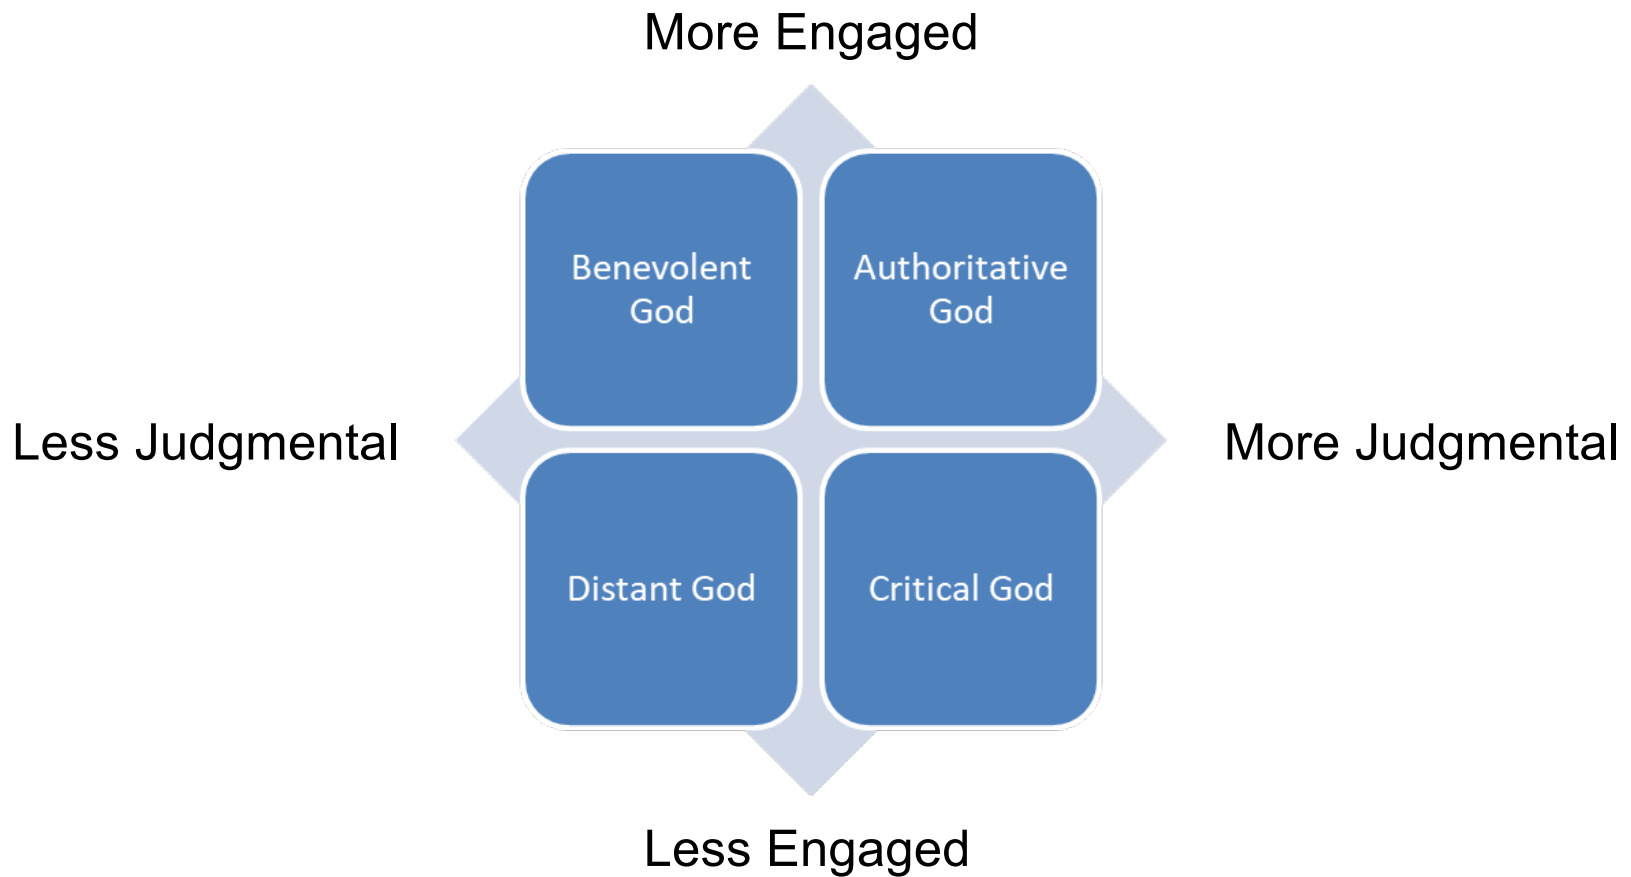 More Engaged
Benevolent
God
Authoritative
God
Less Judgmental
More Judgmental
Distant God
Critical God
Less Engaged